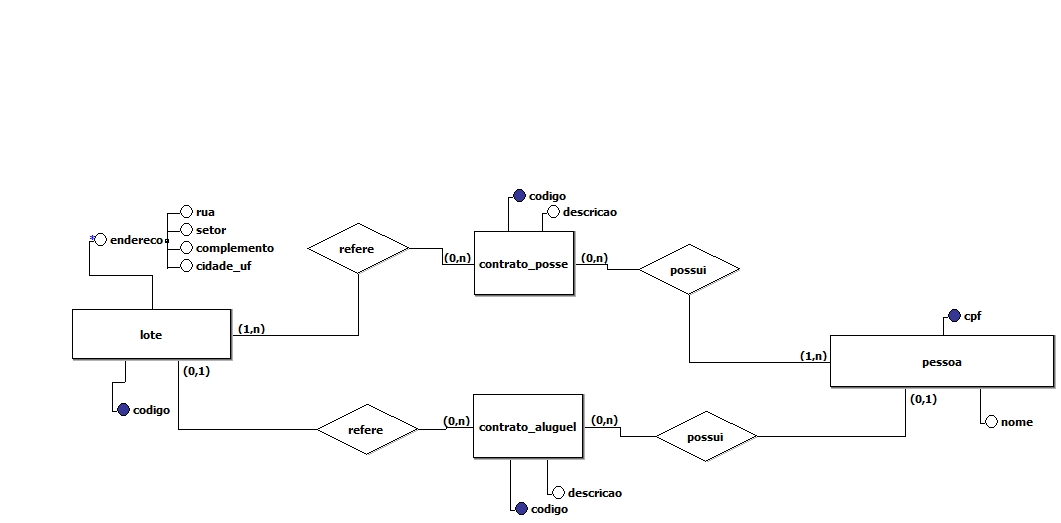 codigo
descricao
rua
setor
complemento
cidade_uf
* endereco
refere
(0,n)
contrato_posse
(0,n)
possui
lote
(1,n)
cpf
(1,n)
pessoa
(0,1)
codigo
refere
(0,n)
contrato_aluguel
(0,n)
possui
(0,1)
nome
descricao
codigo